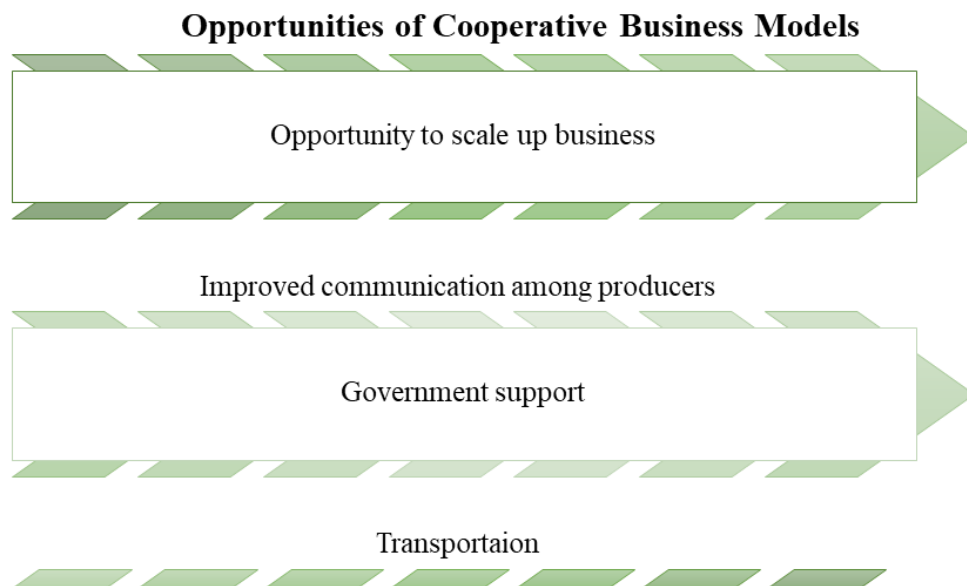 Opportunities of Cooperative Business Models
Opportunity to scale up business
Improved communication among producers
Government support
Transportaion